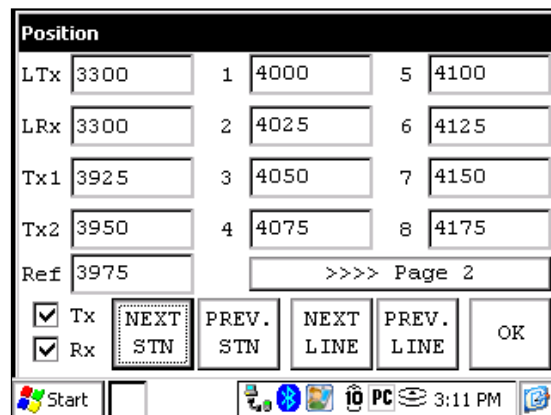 Position
LTx 3300 1 4000 5 4100
LRx 3300 2 4025 6 4125
Tx1 3925 3 4050 7 4150
Tx2 3950 4 4075 8 4175
Ref 3975 >>>> Page 2
Tx NEXT STN PREV. STN NEXT LINE PREV. LINE OK
Rx
Start PC 3:11 PM